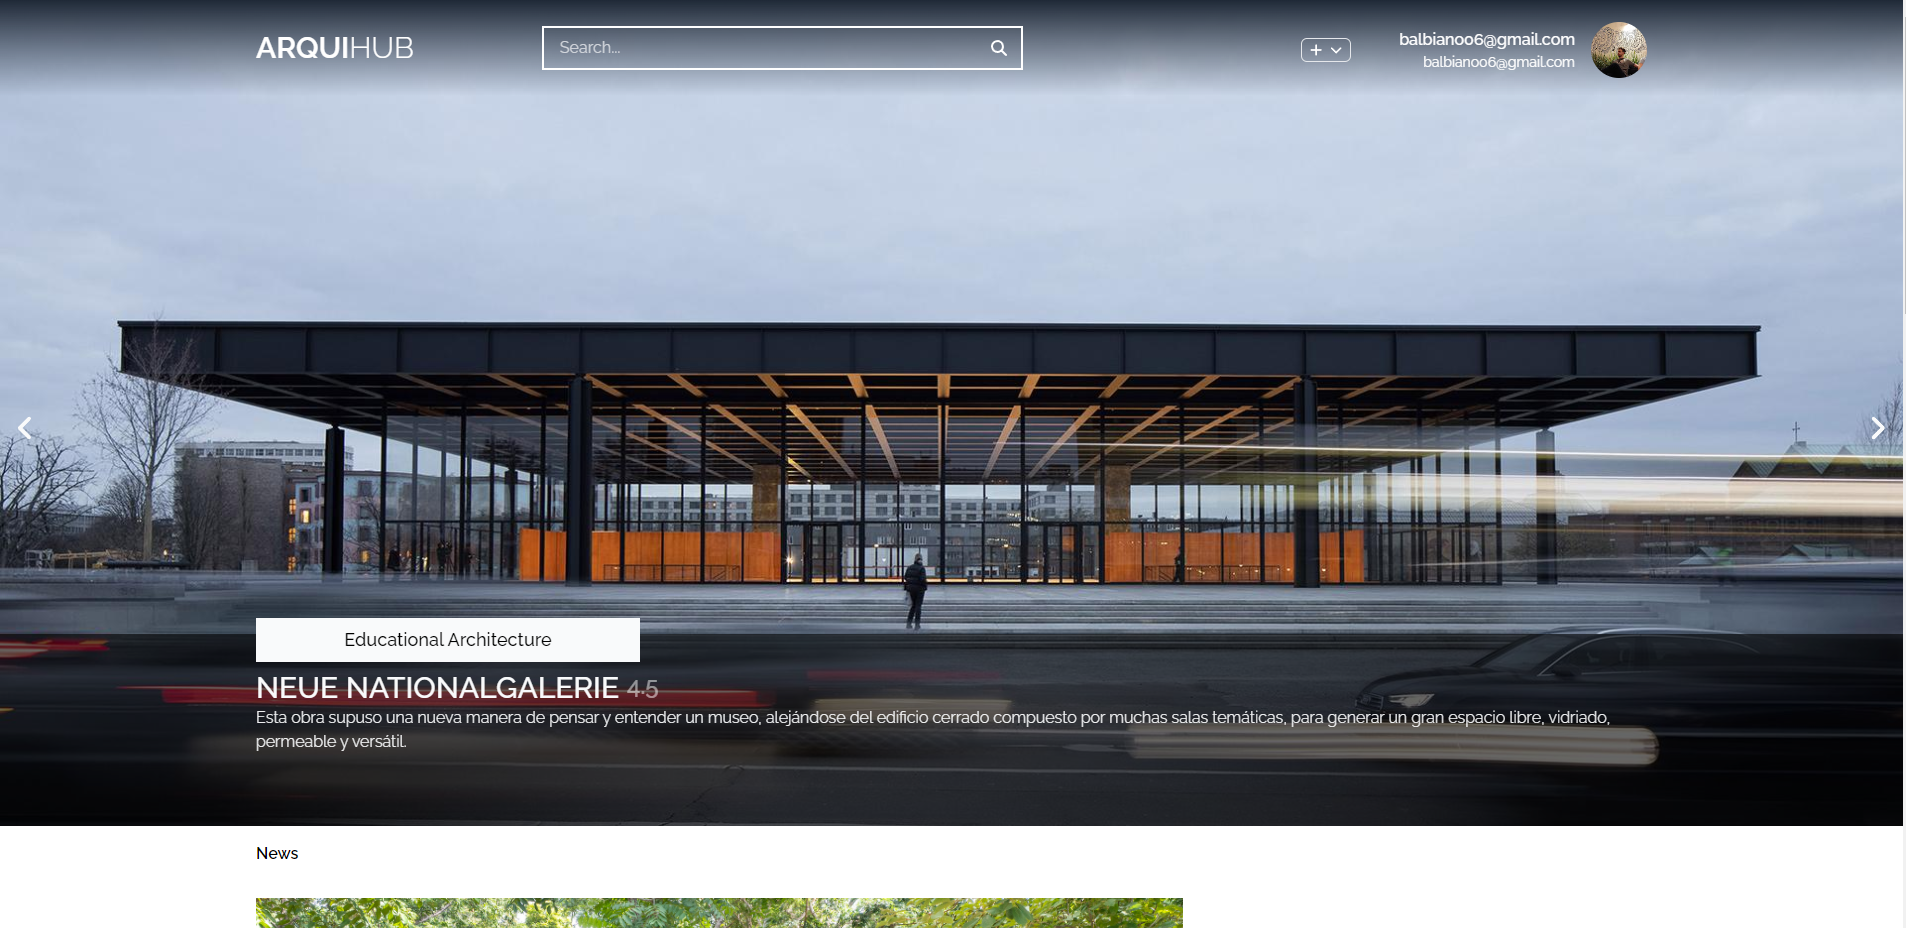 ARQUIHUB
Search...
balbiano06@gmail.com
balbiano06@gmail.com
Educational Architecture
NEUE NATIONALGALERIE 4.5
Esta obra supuso una nueva manera de pensar y entender un museo, alejándose del edificio cerrado compuesto por muchas salas temáticas, para generar un gran espacio libre, vidriado,
permeable y versátil.
News